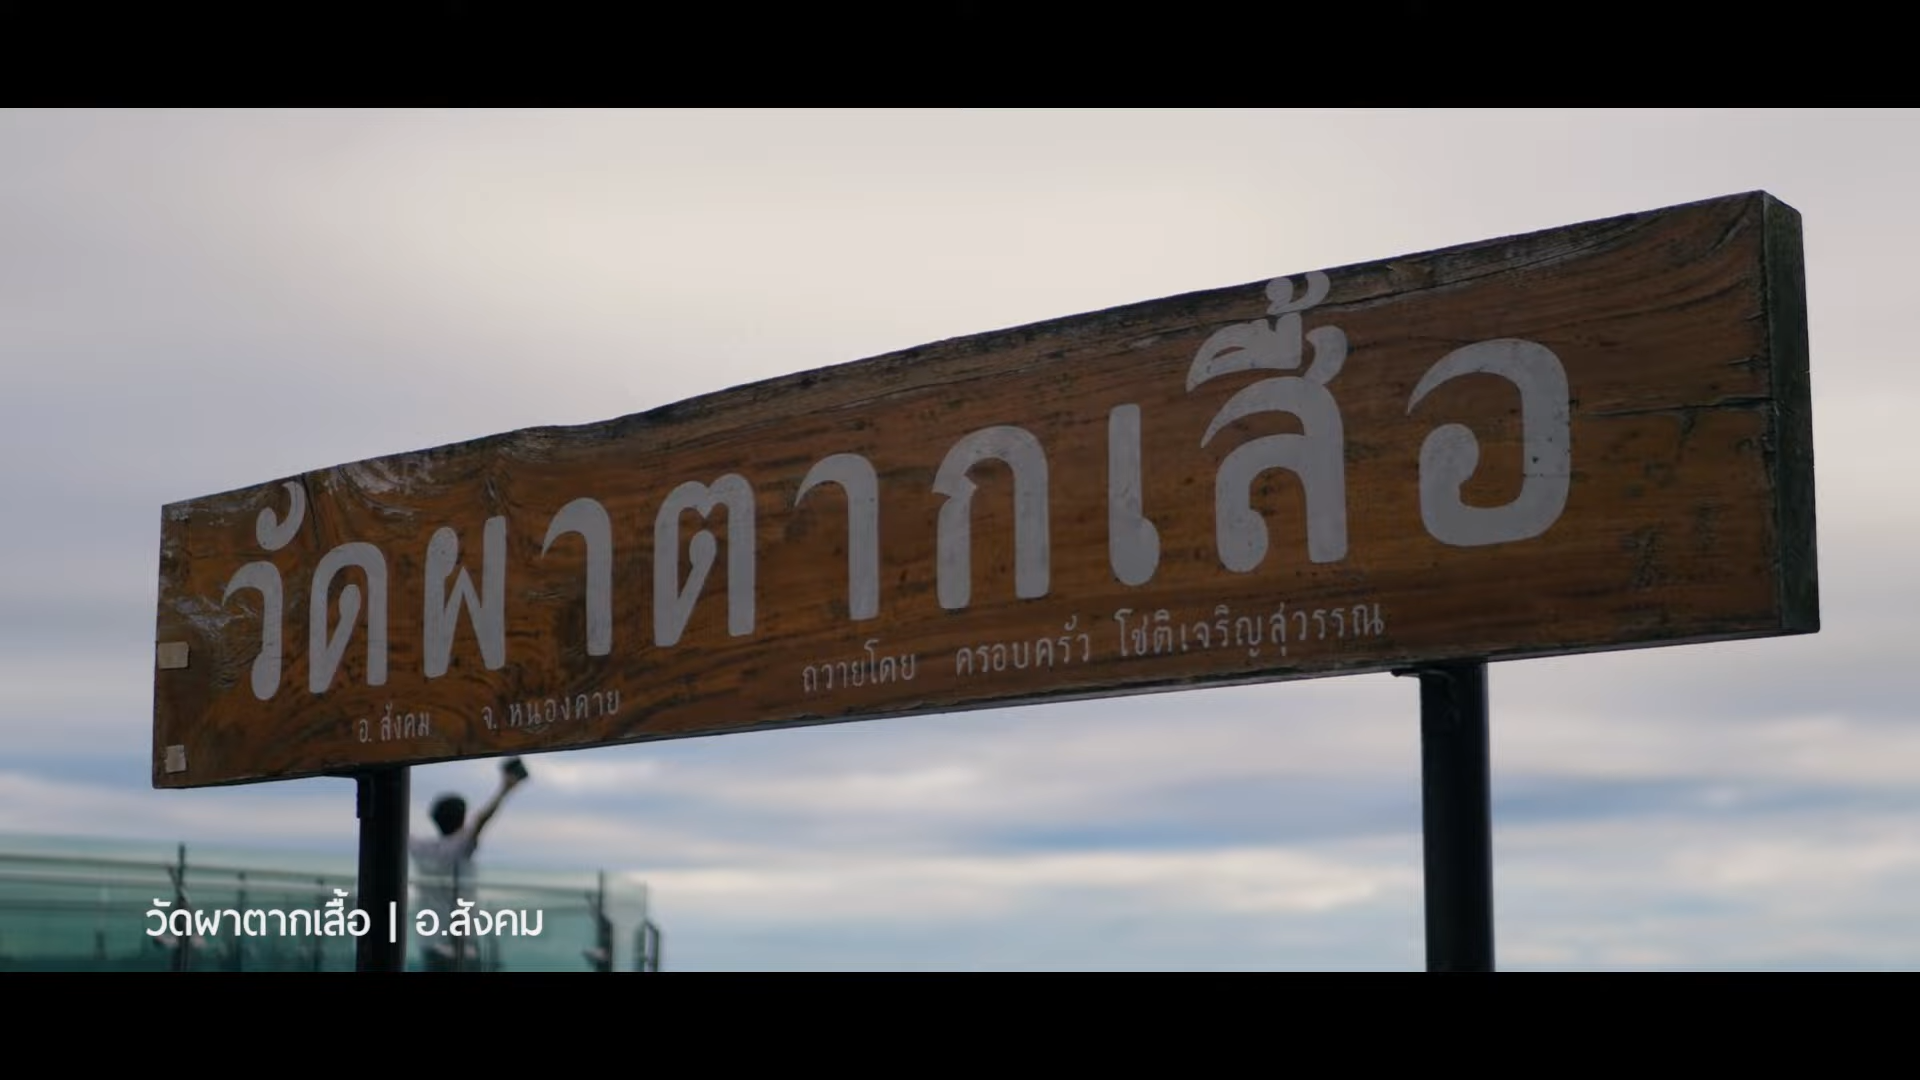 วัดผาตากเสื้อ
อ. สังคม จ. หนองคาย ถวายโดย ครอบครัว โชติเจริญสุวรรณ
วัดผาตากเสื้อ | อ.สังคม